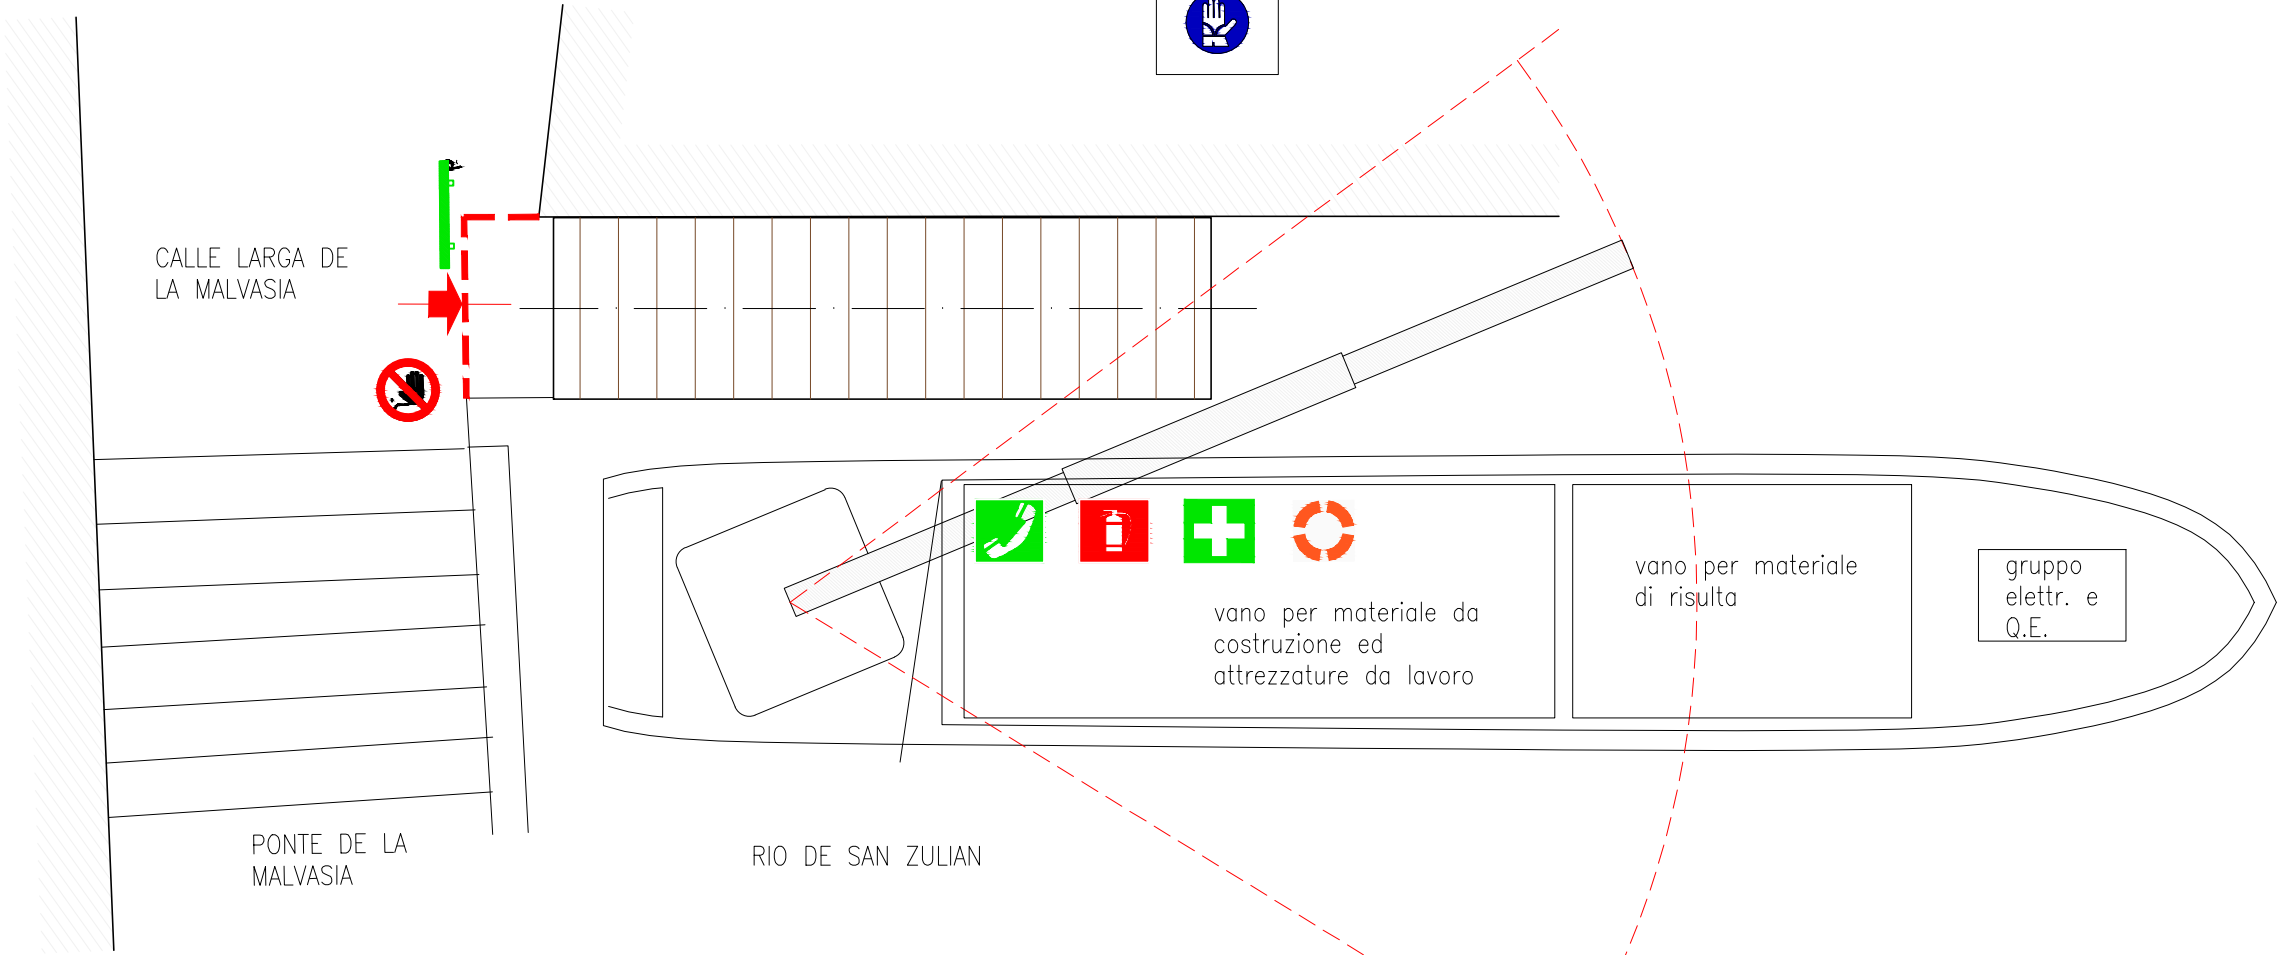 CALLE LARGA DE
LA MALVASIA
vano per materiale da
costruzione ed
attrezzature da lavoro
vano per materiale
di risulta
gruppo
elettr. e
Q.E.
PONTE DE LA
MALVASIA
RIO DE SAN ZULIAN